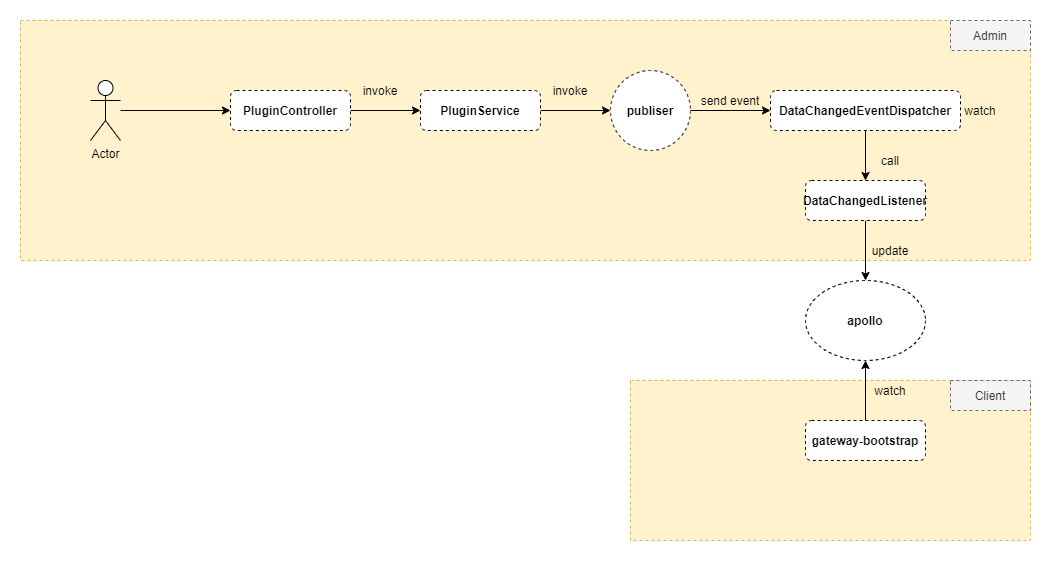 Admin
invoke
invoke
send event
PluginController
PluginService
publiser
DataChangedEventDispatcher
watch
Actor
call
DataChangedListener
update
apollo
watch
Client
gateway-bootstrap